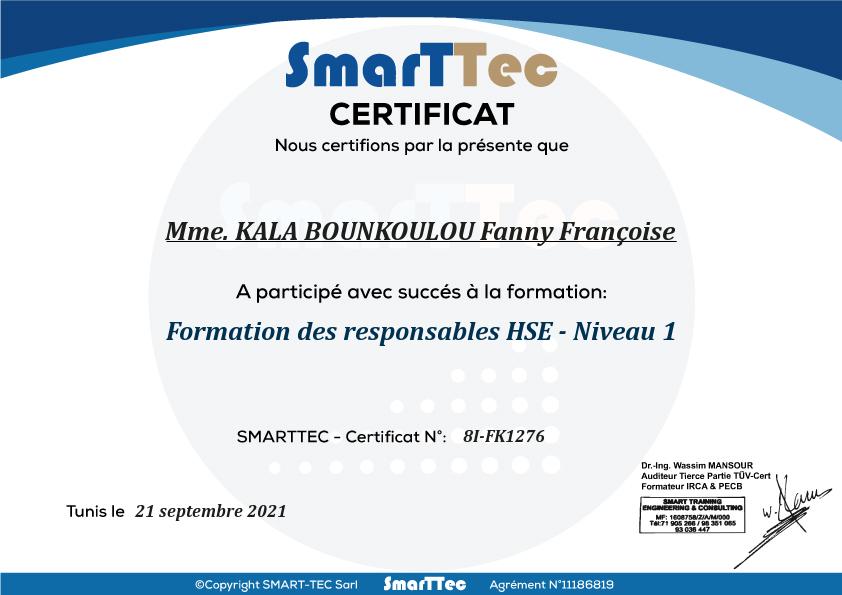 SmarTTec
CERTIFICAT
Nous certifions par la présente que
SmarTTec
Mme. KALA BOUNKOULOU Fanny Françoise
A participé avec succés à la formation:
Formation des responsables HSE - Niveau 1
SMARTTEC - Certificat N°: 8I-FK1276
Dr.-Ing. Wassim MANSOUR
Auditeur Tierce Partie TÜV-Cert
Formateur IRCA & PECB
SMART TRAINING
ENGINEERING & CONSULTING
MF: 1608758/Z/A/M/000
Tél:71 905 266 / 98 351 065
93 036 447
Tunis le 21 septembre 2021
©Copyright SMART-TEC Sarl SmarTTec Agrément N°11186819